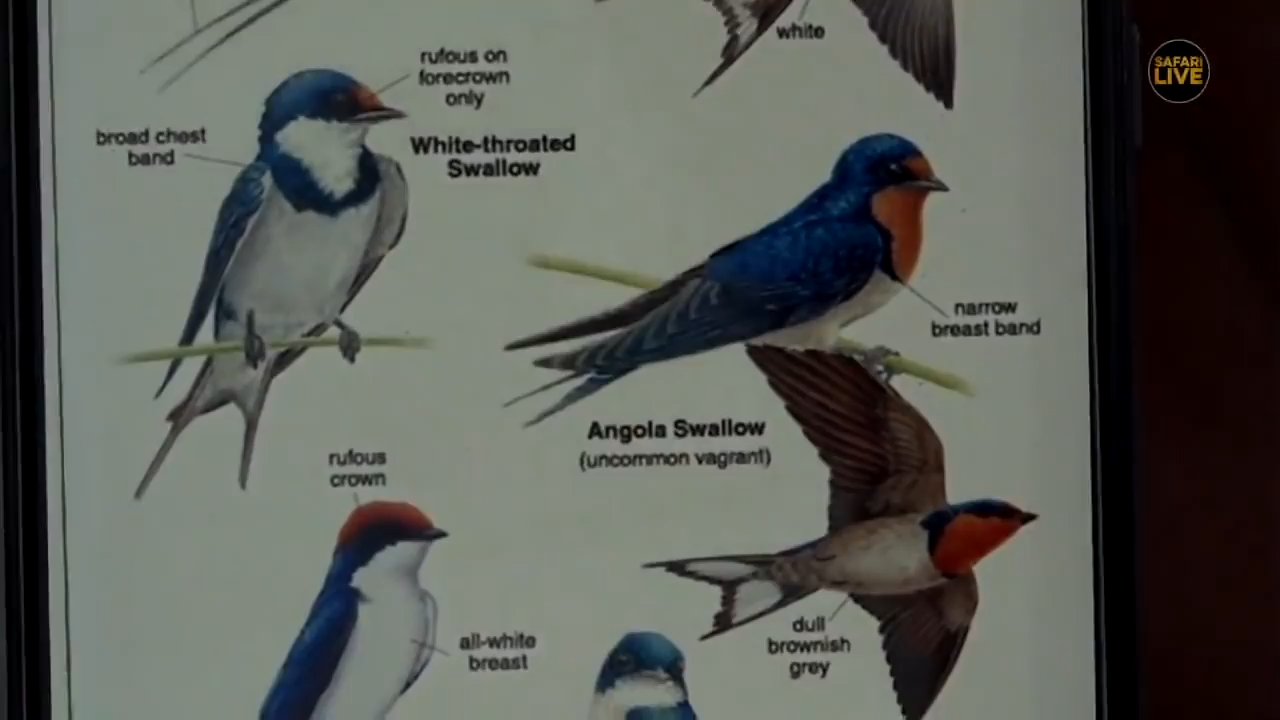 white
SAFARI
LIVE
rufous on
forecrown
only
broad chest
band
White-throated
Swallow
narrow
breast band
Angola Swallow
(uncommon vagrant)
rufous
crown
all-white
breast
dull
brownish
grey